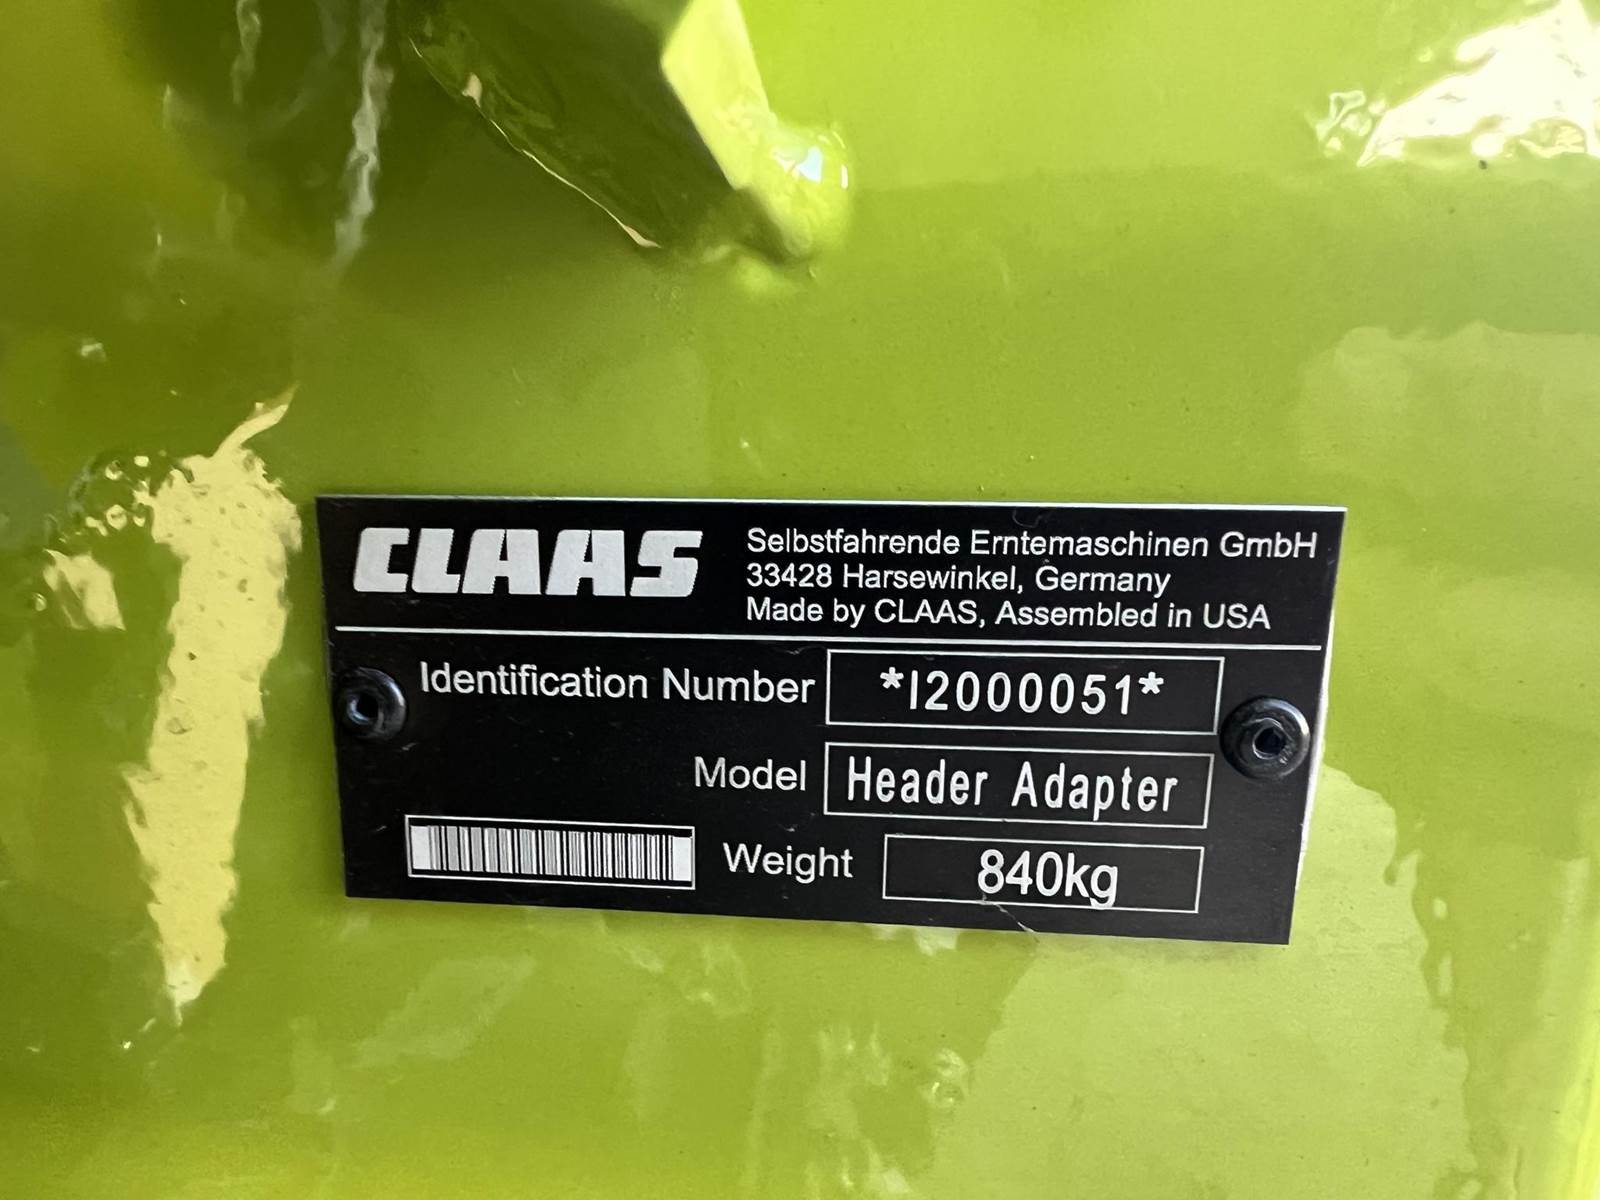 CLAAS
Selbstfahrende Erntemaschinen GmbH
33428 Harsewinkel, Germany
Made by CLAAS, Assembled in USA
Identification Number *I2000051*
Model Header Adapter
Weight 840kg